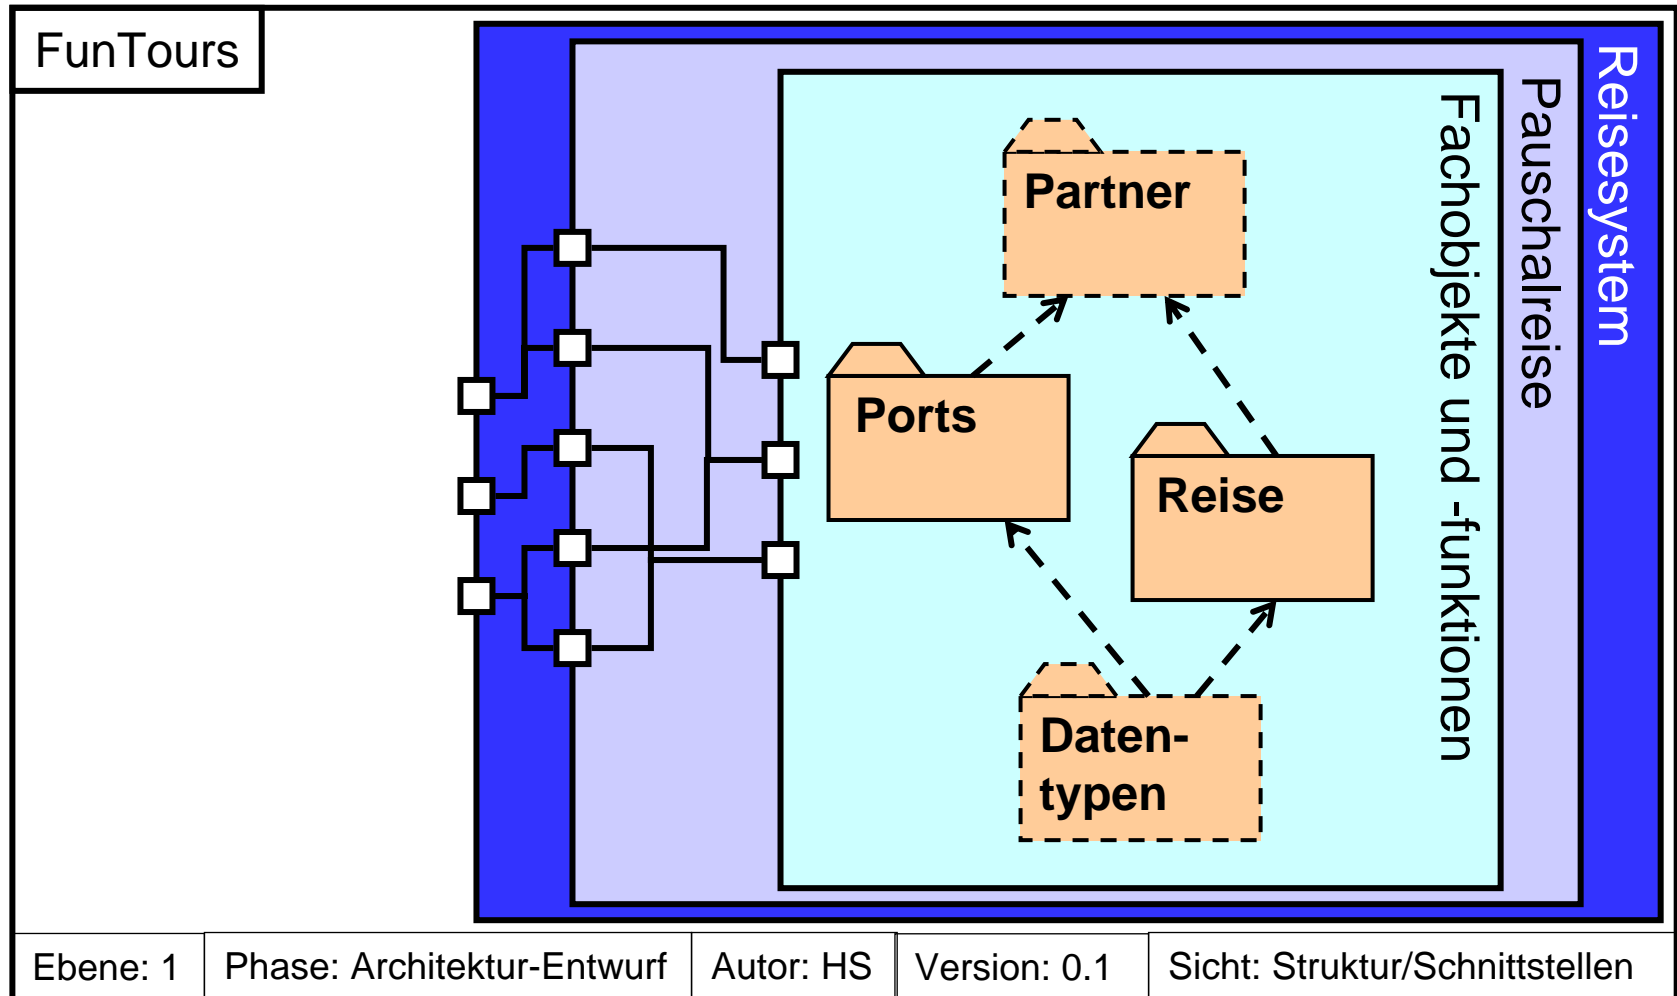 FunTours
Reisesystem
Pauschalreise
Fachobjekte und -funktionen
Partner
Ports
Reise
Daten-
typen
Ebene: 1
Phase: Architektur-Entwurf
Autor: HS
Version: 0.1
Sicht: Struktur/Schnittstellen